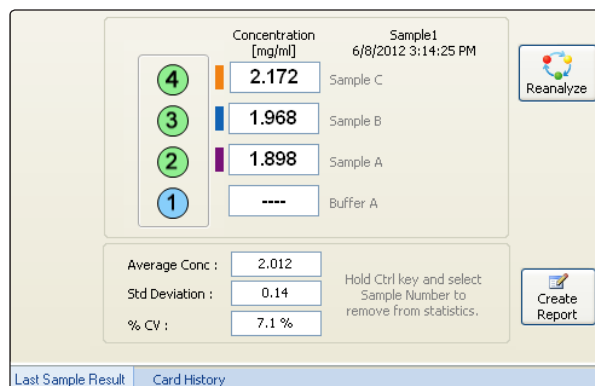 Concentration
[mg/ml]
Sample1
6/8/2012 3:14:25 PM
4 2.172 Sample C
3 1.968 Sample B
2 1.898 Sample A
1 ---- Buffer A
Reanalyze
Average Conc : 2.012
Std Deviation : 0.14
% CV : 7.1 %
Hold Ctrl key and select
Sample Number to
remove from statistics.
Create
Report
Last Sample Result Card History